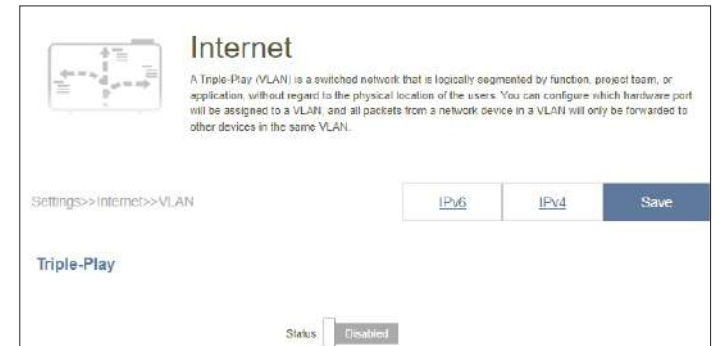 Internet
A Triple-Play (VLAN) is a switched network that is logically segmented by function, project team, or
application, without regard to the physical location of the users. You can configure which hardware port
will be assigned to a VLAN, and all packets from a network device in a VLAN will only be forwarded to
other devices in the same VLAN.
Settings>>Internet>>VLAN
IPv6
IPv4
Save
Triple-Play
Status
Disabled